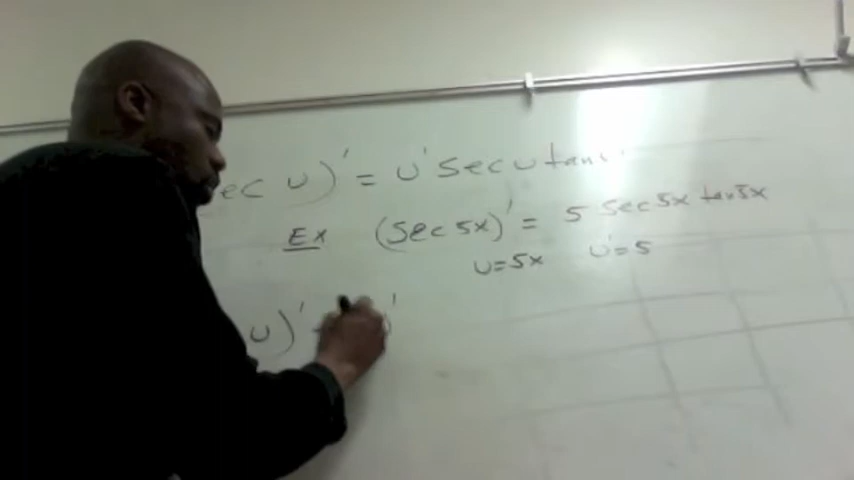 sec u)' = u' sec u tan
Ex (sec 5x)' = 5 sec 5x tan 5x
u=5x u'=5
u)' '